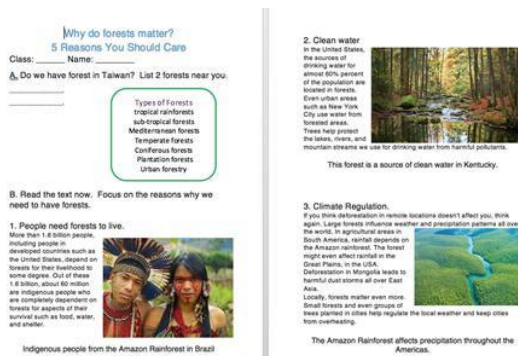 Why do forests matter?
5 Reasons You Should Care
Class: ______ Name: ________
A. Do we have forest in Taiwan? List 2 forests near you.
____________
____________.
Types of Forests
tropical rainforests
sub-tropical forests
Mediterranean forests
Temperate forests
Coniferous forests
Plantation forests
Urban forestry
B. Read the text now. Focus on the reasons why we
need to have forests.
1. People need forests to live.
More than 1.6 billion people,
including people in
developed countries such as
the United States, depend on
forests for their livelihood to
some degree. Out of these
1.6 billion, about 60 million
are indigenous people who
are completely dependent on
forests for aspects of their
survival such as food, water,
and shelter.
Indigenous people from the Amazon Rainforest in Brazil
2. Clean water
In the United States,
the sources of
drinking water for
almost 60% percent
of the population are
located in forests.
Even urban areas
such as New York
City use water from
forested areas.
Trees help protect
the lakes, rivers, and
mountain streams we use for drinking water from harmful pollutants.
This forest is a source of clean water in Kentucky.
3. Climate Regulation.
If you think deforestation in remote locations doesn't affect you, think
again. Large forests influence weather and precipitation patterns all over
the world. In agricultural areas in
South America, rainfall depends on
the Amazon rainforest. The forest
might even affect rainfall in the
Great Plains, in the USA.
Deforestation in Mongolia leads to
harmful dust storms all over East
Asia.
Locally, forests matter even more.
Small forests and even groups of
trees planted in cities help regulate the local weather and keep cities
from overheating.
The Amazon Rainforest affects precipitation throughout the
Americas.